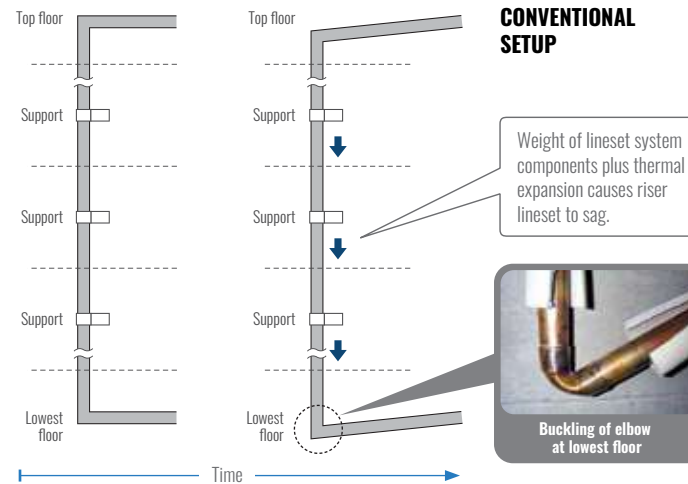 Top floor
Top floor
CONVENTIONAL
SETUP
Support
Support
Weight of lineset system
components plus thermal
expansion causes riser
lineset to sag.
Support
Support
Support
Support
Lowest
floor
Lowest
floor
Buckling of elbow
at lowest floor
Time